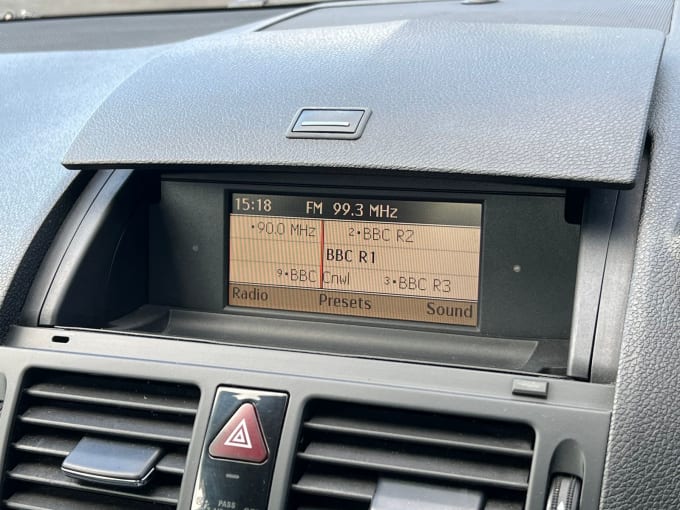 15:18 FM 99.3 MHz
•90.0 MHz 2•BBC R2
BBC R1
9•BBC Cnwl 3•BBC R3
Radio Presets Sound
PASS